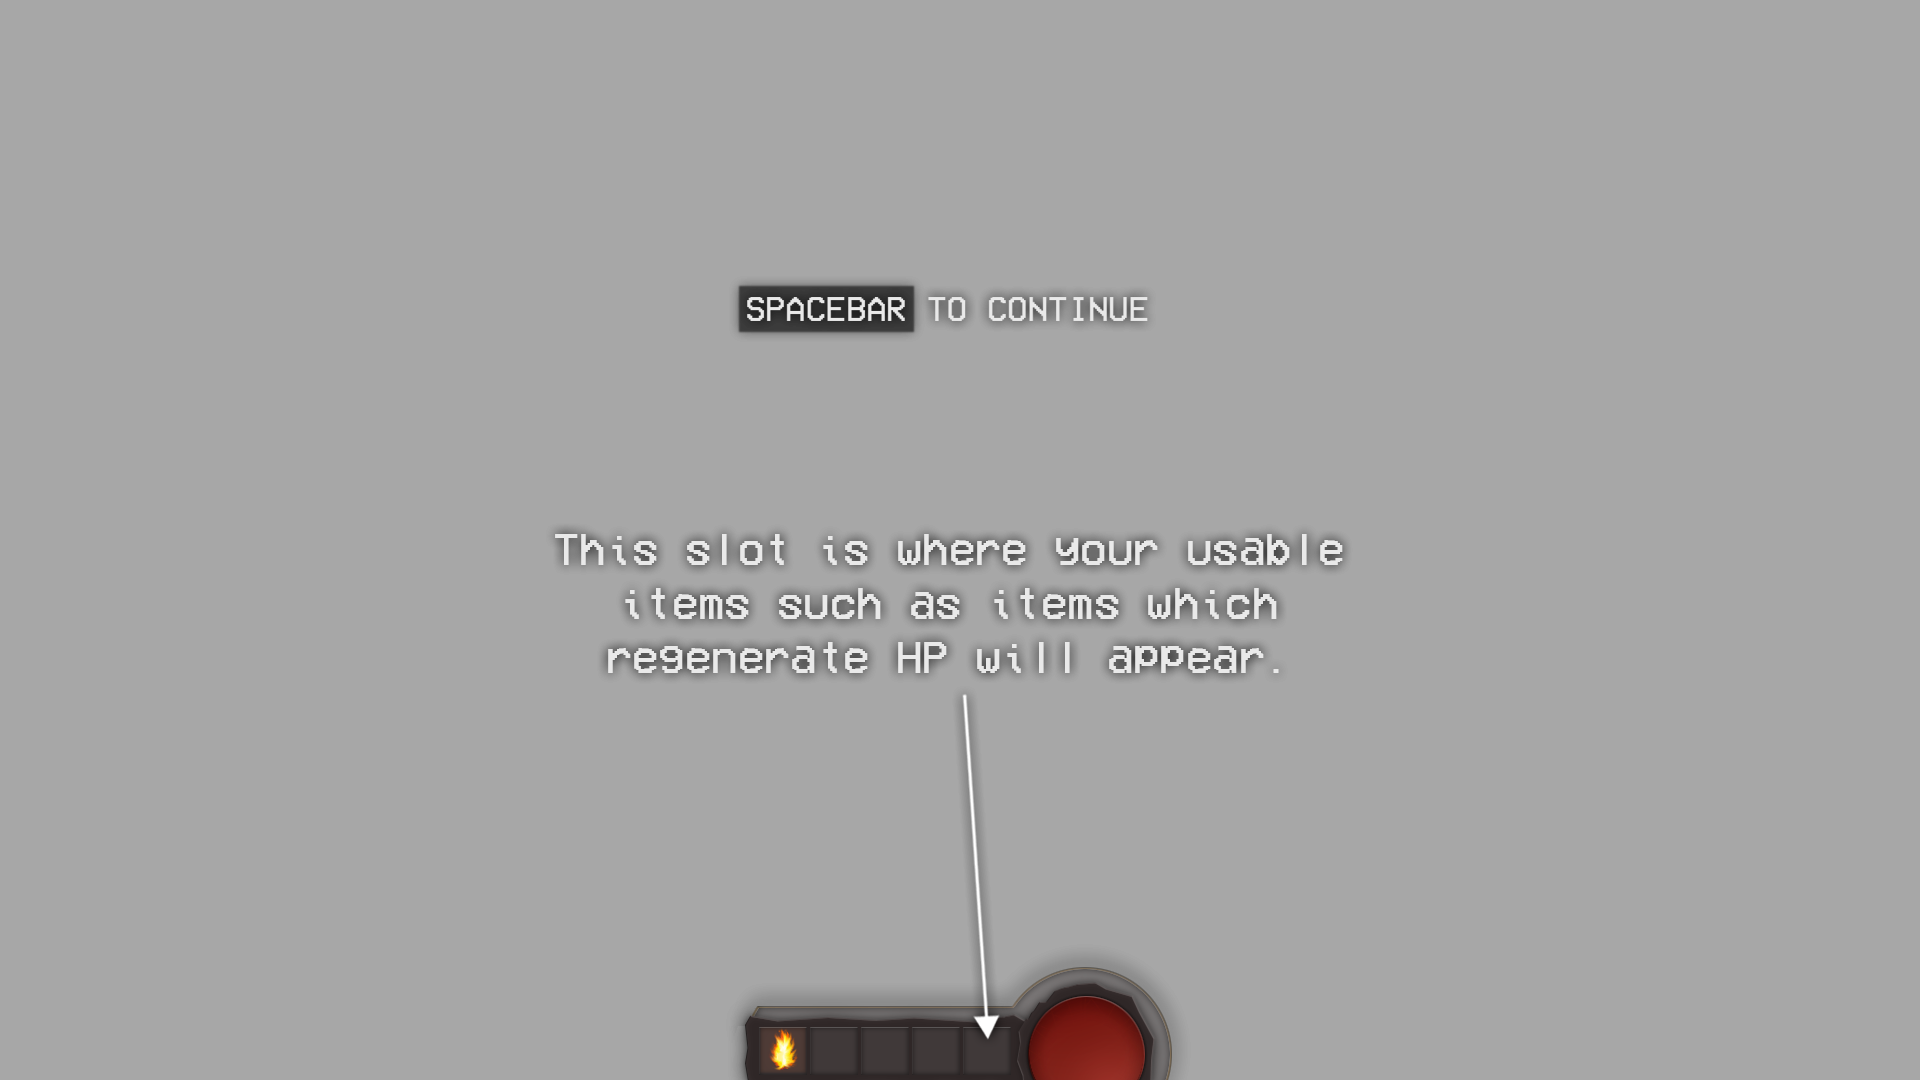 SPACEBAR TO CONTINUE
This slot is where your usable
items such as items which
regenerate HP will appear.